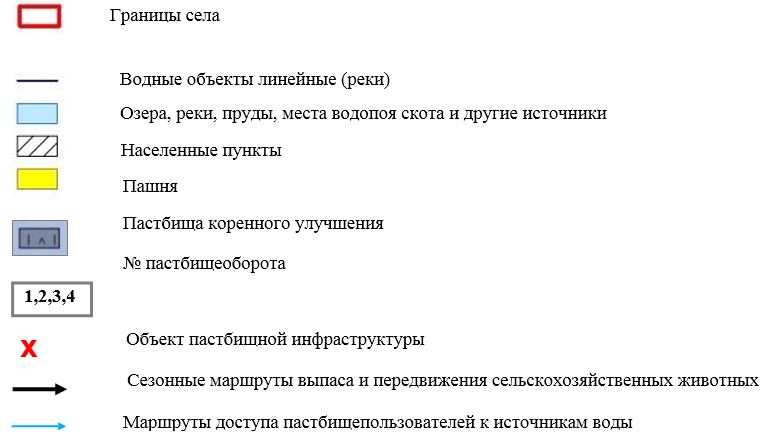 Границы села
Водные объекты линейные (реки)
Озера, реки, пруды, места водопоя скота и другие источники
Населенные пункты
Пашня
Пастбища коренного улучшения
№ пастбищеоборота
1,2,3,4
X Объект пастбищной инфраструктуры
Сезонные маршруты выпаса и передвижения сельскохозяйственных животных
Маршруты доступа пастбищепользователей к источникам воды